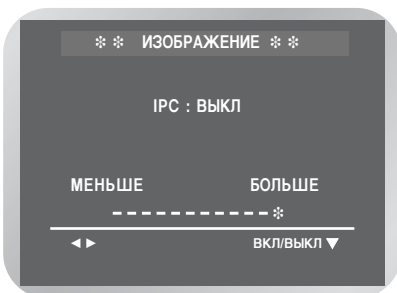 ❇ ❇ ИЗОБРАЖЕНИЕ ❇ ❇
IPC : ВЫКЛ
МЕНЬШЕ БОЛЬШЕ
------------❇
◄ ► ВКЛ/ВЫКЛ ▼